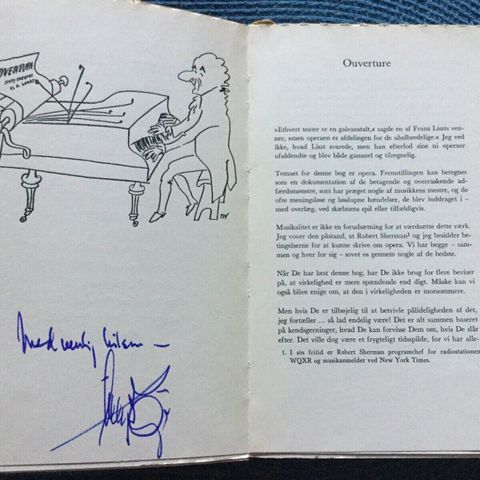 OUVERTURE
Med venlig hilsen —
Ouverture
»Ethvert teater er en galeanstalt,« sagde en af Franz Liszts ven-
ner, »men operaen er afdelingen for de uhelbredelige.« Jeg ved
ikke, hvad Liszt svarede, men han efterlod sine ni operaer
ufuldendte og blev både gammel og tilregnelig.
Temaet for denne bog er opera. Fremstillingen kan betegnes
som en dokumentation af de betagende og overraskende ad-
færdsmønstre, som har præget nogle af musikkens mestre, og de
ofte meningsløse og løsslupne hændelser, de blev inddraget i –
med overlæg, ved skæbnens spil eller tilfældigvis.
Musikalitet er ikke en forudsætning for at værdsætte dette værk.
Jeg vover den påstand, at Robert Sherman¹ og jeg besidder be-
tingelserne for at kunne skrive om opera. Vi har begge – sam-
men og hver for sig – sovet os gennem nogle af de bedste.
Når De har læst denne bog, har De ikke brug for flere beviser
på, at virkelighed er mere spændende end digt. Måske kan vi
også blive enige om, at den i virkeligheden er morsommere.
Men hvis De er tilbøjelig til at betvivle pålideligheden af det,
jeg fortæller ... så lad endelig være! Det er alt sammen baseret
på kendsgerninger, hvad De kan forvisse Dem om, hvis De slår
efter. Det ville dog være et frygteligt tidsspilde, for vi har alle-
1. I sin fritid er Robert Sherman programchef for radiostationen
WQXR og musikanmelder ved New York Times.